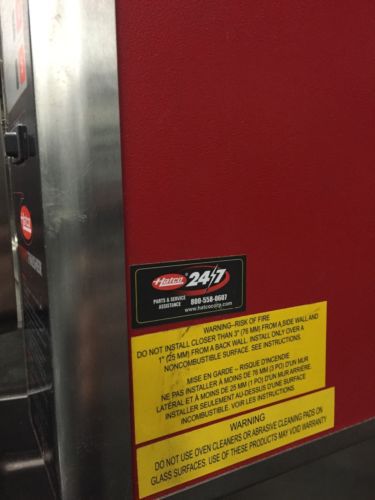 Hatco
Hatco 24/7
PARTS & SERVICE
ASSISTANCE
800-558-0607
www.hatcocorp.com
WARNING–RISK OF FIRE
DO NOT INSTALL CLOSER THAN 3" (76 MM) FROM A SIDE WALL AND
1" (25 MM) FROM A BACK WALL. INSTALL ONLY OVER A
NONCOMBUSTIBLE SURFACE. SEE INSTRUCTIONS.
MISE EN GARDE – RISQUE D'INCENDIE
NE PAS INSTALLER À MOINS DE 76 MM (3 PO) D'UN MUR
LATÉRAL ET À MOINS DE 25 MM (1 PO) D'UN MUR ARRIERE.
INSTALLER SEULEMENT AU-DESSUS D'UNE SURFACE
INCOMBUSTIBLE. VOIR LES INSTRUCTIONS.
WARNING
DO NOT USE OVEN CLEANERS OR ABRASIVE CLEANING PADS ON
GLASS SURFACES. USE OF THESE PRODUCTS MAY VOID WARRANTY